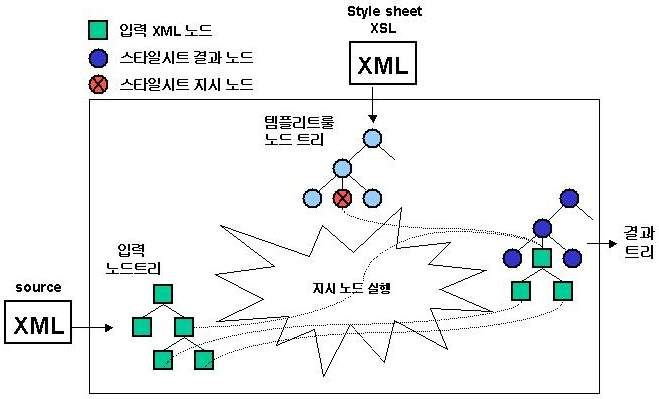 Style sheet
XSL
XML
입력 XML 노드
스타일시트 결과 노드
스타일시트 지시 노드
템플리트룰
노드 트리
입력
노드트리
결과
트리
지시 노드 실행
source
XML